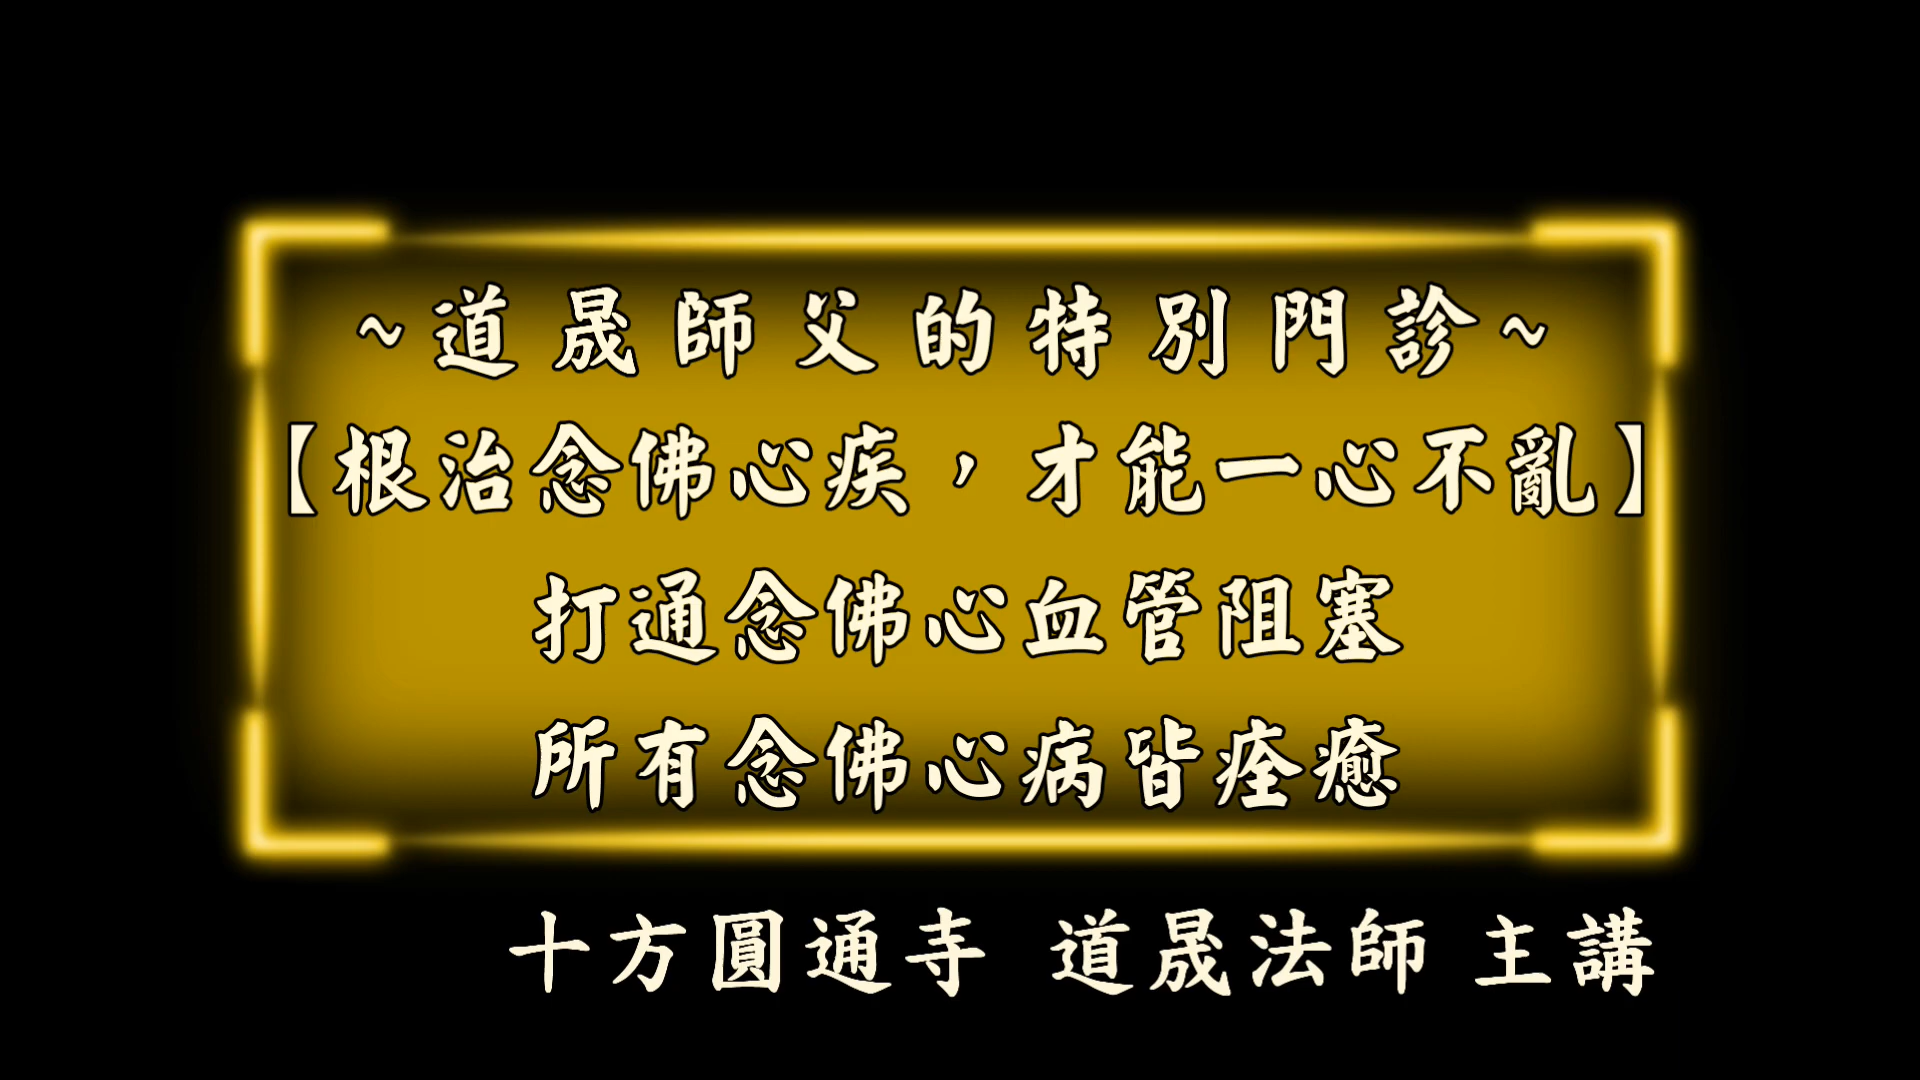 ~道晟師父的特別門診~
【根治念佛心疾，才能一心不亂】
打通念佛心血管阻塞
所有念佛心病皆痊癒
十方圓通寺 道晟法師 主講